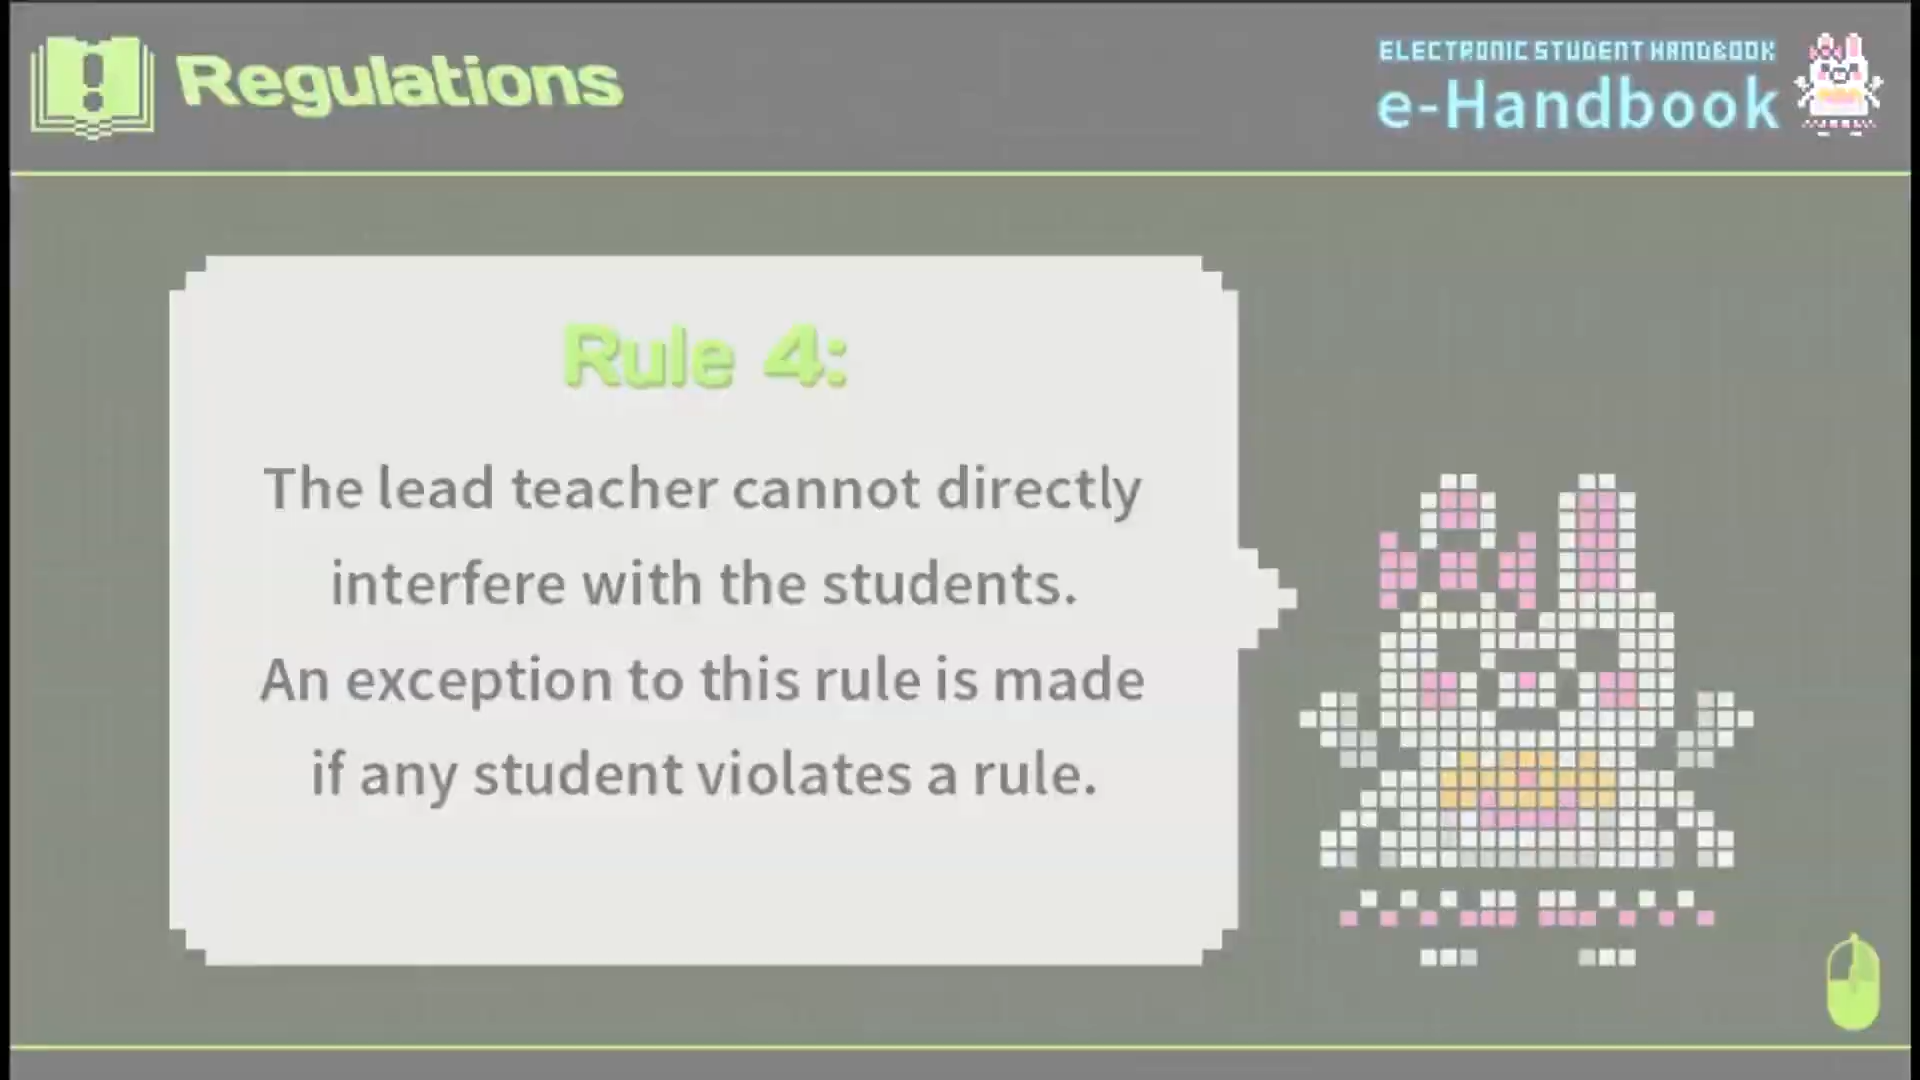 Regulations
ELECTRONIC STUDENT HANDBOOK
e-Handbook
Rule 4:
The lead teacher cannot directly
interfere with the students.
An exception to this rule is made
if any student violates a rule.